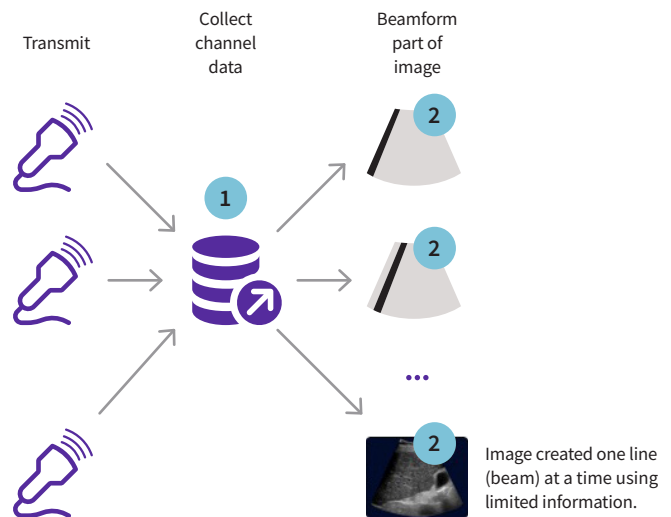 Transmit
Collect
channel
data
Beamform
part of
image
1
2
2
...
2
Image created one line
(beam) at a time using
limited information.